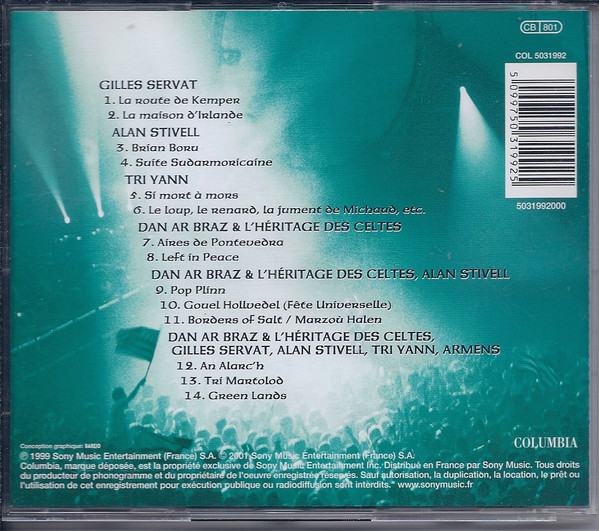 CB 801
COL 5031992
GILLES SERVAT
1. La route de Kemper
2. La maison d'Irlande
ALAN STIVELL
3. Brian Boru
4. Suite Sudarmoricaine
TRI YANN
5. Si mort à mors
6. Le loup, le renard, la jument de Michaud, etc.
DAN AR BRAZ & L'HÉRITAGE DES CELTES
7. Aires de Pontevedra
8. Left in Peace
DAN AR BRAZ & L'HÉRITAGE DES CELTES, ALAN STIVELL
9. Pop Plinn
10. Gouel Hollvedel (Fête Universelle)
11. Borders of Salt / Marzoù Halen
DAN AR BRAZ & L'HÉRITAGE DES CELTES,
GILLES SERVAT, ALAN STIVELL, TRI YANN, ARMENS
12. An Alarc'h
13. Tri Martolod
14. Green Lands
5 099750 319925
5031992000
Conception graphique:
COLUMBIA
℗ 1999 Sony Music Entertainment (France) S.A. © 2001 Sony Music Entertainment (France) S.A.
Columbia, marque déposée, est la propriété exclusive de Sony Music Entertainment Inc. Distribué en France par Sony Music. Tous droits
du producteur de phonogramme et du propriétaire de l'oeuvre enregistrée réservés. Sauf autorisation, la duplication, la location, le prêt ou
l'utilisation de cet enregistrement pour exécution publique ou radiodiffusion sont interdits. " www.sonymusic.fr